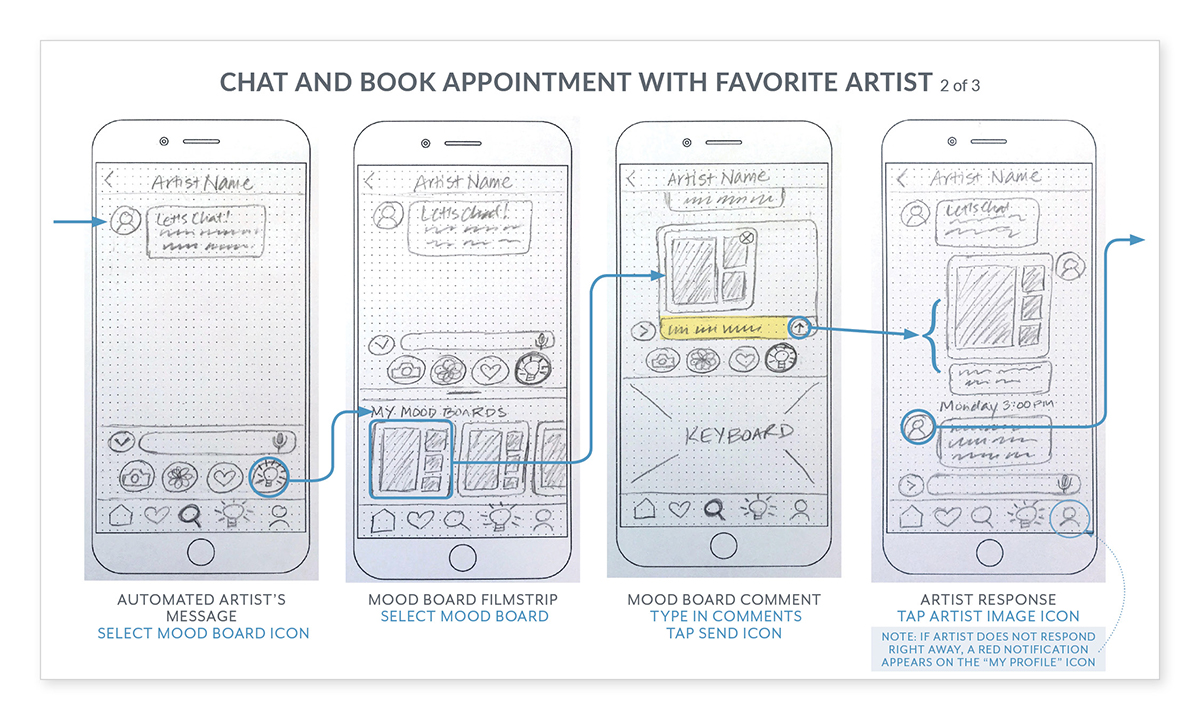 CHAT AND BOOK APPOINTMENT WITH FAVORITE ARTIST 2 of 3
Artist Name
Let's Chat!
AUTOMATED ARTIST'S
MESSAGE
SELECT MOOD BOARD ICON
Artist Name
Let's Chat!
MY MOOD BOARDS
MOOD BOARD FILMSTRIP
SELECT MOOD BOARD
Artist Name
KEYBOARD
MOOD BOARD COMMENT
TYPE IN COMMENTS
TAP SEND ICON
Artist Name
Let's Chat
Monday 3:00PM
ARTIST RESPONSE
TAP ARTIST IMAGE ICON
NOTE: IF ARTIST DOES NOT RESPOND
RIGHT AWAY, A RED NOTIFICATION
APPEARS ON THE “MY PROFILE” ICON